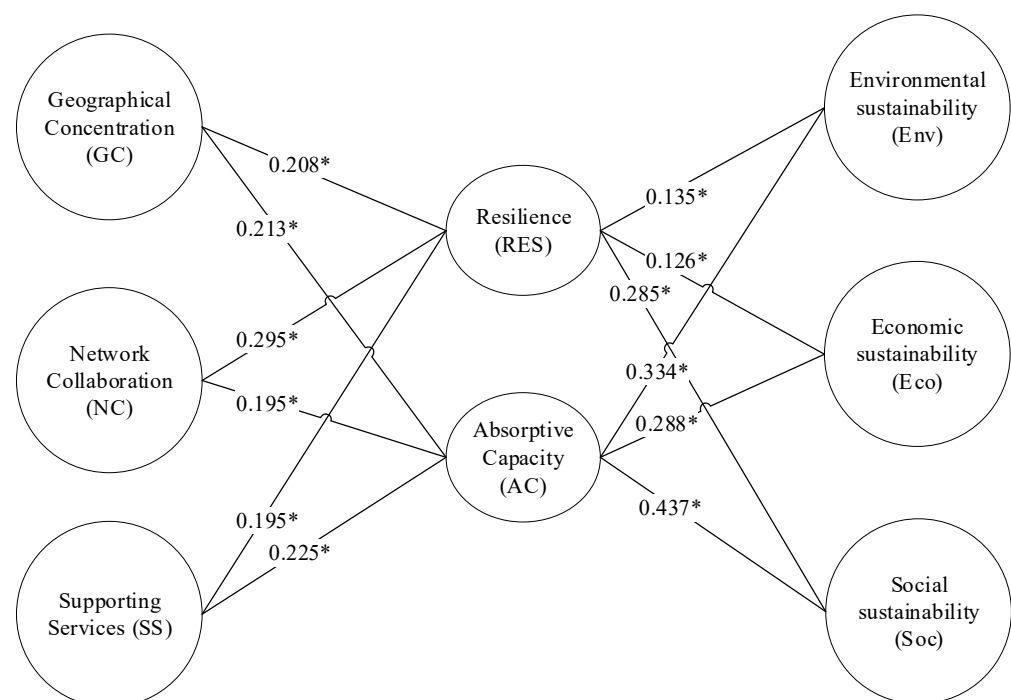 Geographical
Concentration
(GC)
Network
Collaboration
(NC)
Supporting
Services (SS)
0.208*
0.213*
0.295*
0.195*
0.195*
0.225*
Resilience
(RES)
Absorptive
Capacity
(AC)
0.135*
0.126*
0.285*
0.334*
0.288*
0.437*
Environmental
sustainability
(Env)
Economic
sustainability
(Eco)
Social
sustainability
(Soc)